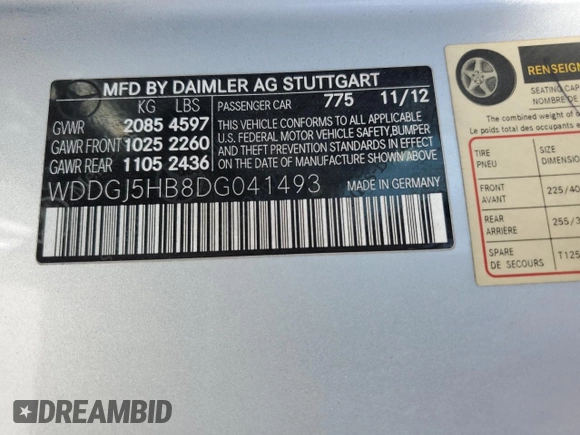 MFD BY DAIMLER AG STUTTGART
KG LBS
PASSENGER CAR 775 11/12
GVWR 2085 4597
GAWR FRONT 1025 2260
GAWR REAR 1105 2436
THIS VEHICLE CONFORMS TO ALL APPLICABLE
U.S. FEDERAL MOTOR VEHICLE SAFETY, BUMPER
AND THEFT PREVENTION STANDARDS IN EFFECT
ON THE DATE OF MANUFACTURE SHOWN ABOVE.
WDDGJ5HB8DG041493
MADE IN GERMANY
RENSEIGN
SEATING CAP
NOMBRE DE
The combined weight of o
Le poids total des occupants e
TIRE
PNEU
SIZE
DIMENSION
FRONT
AVANT
225/40
REAR
ARRIÈRE
255/3
SPARE
DE SECOURS
T125
DREAMBID